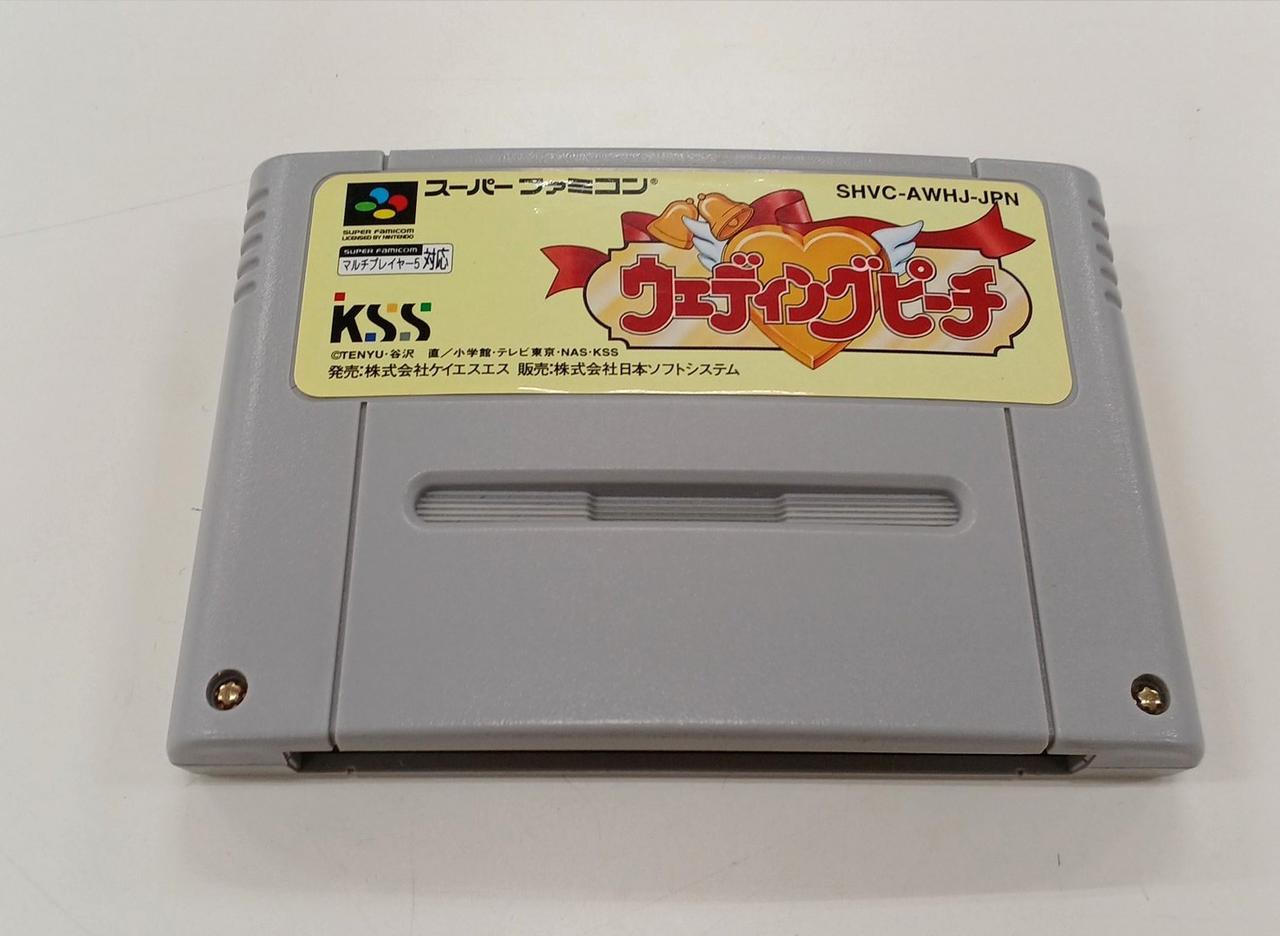 スーパーファミコン®
SHVC-AWHJ-JPN
SUPER FAMICOM
LICENSED BY NINTENDO
SUPER FAMICOM
マルチプレイヤー5対応
ウェディングピーチ
KSS
©TENYU・谷沢 直／小学館・テレビ東京・NAS・KSS
発売:株式会社ケイエスエス 販売:株式会社日本ソフトシステム